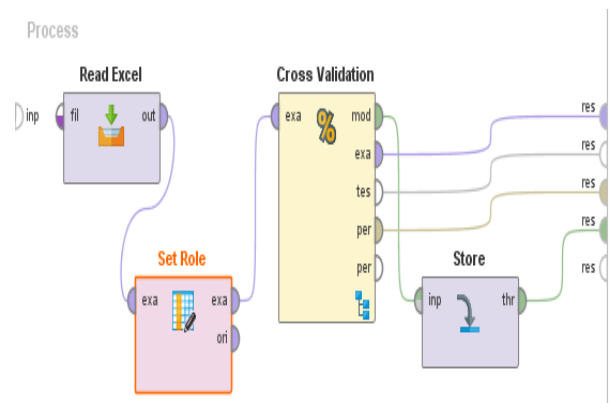 Process
Read Excel
inp
fil
out
Cross Validation
exa
%
mod
exa
tes
per
per
Set Role
exa
exa
ori
Store
inp
thr
res
res
res
res
res